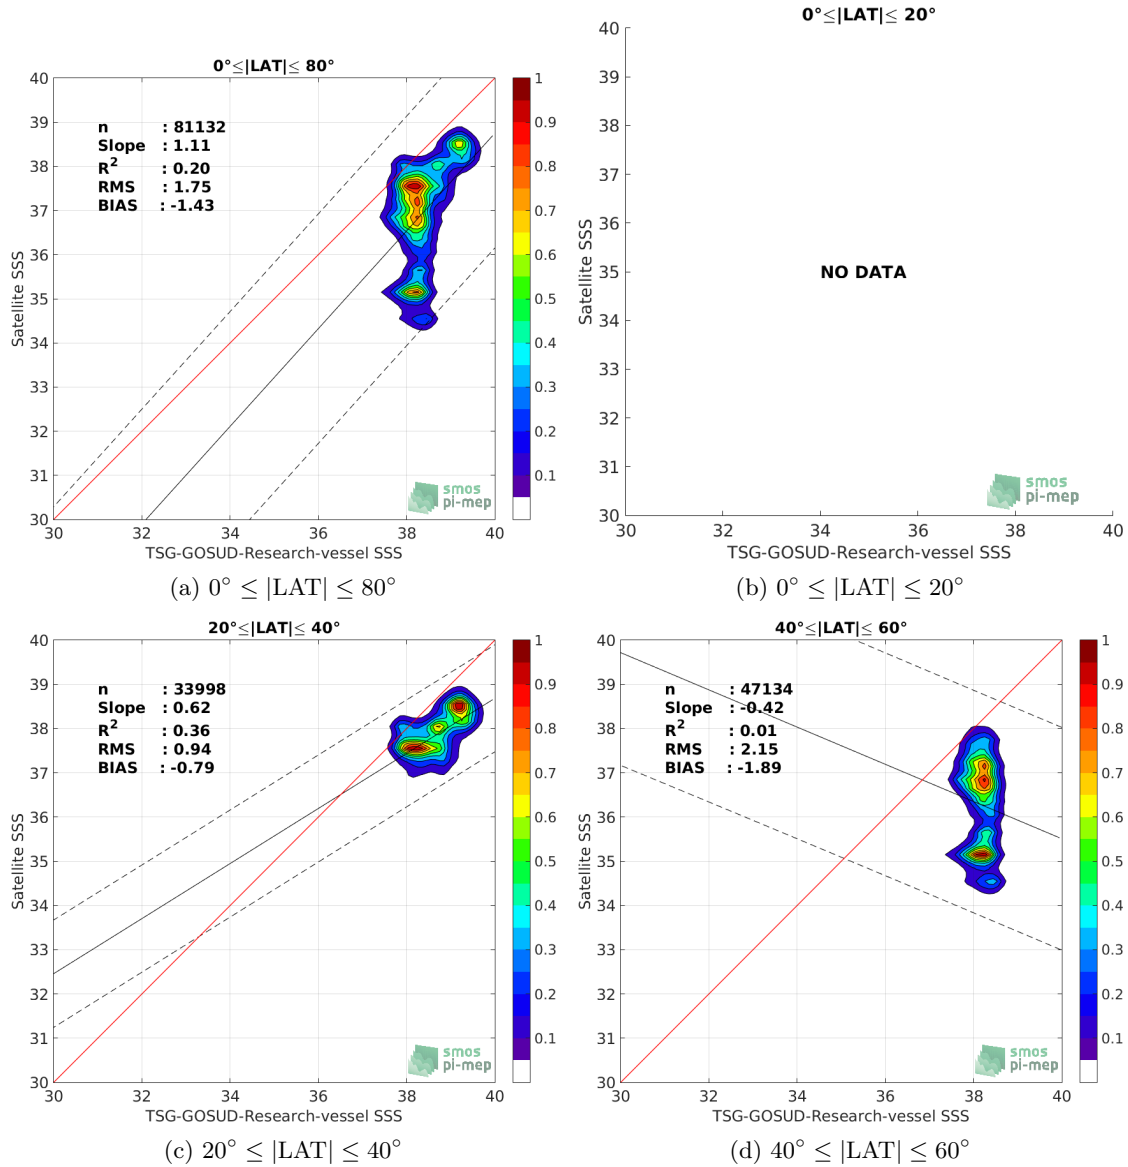 0°≤|LAT|≤ 80°
40
39
38
37
36
35
34
33
32
31
30
Satellite SSS
n : 81132
Slope : 1.11
R2 : 0.20
RMS : 1.75
BIAS : -1.43
smos
pi-mep
30 32 34 36 38 40
TSG-GOSUD-Research-vessel SSS
1
0.9
0.8
0.7
0.6
0.5
0.4
0.3
0.2
0.1
(a) 0° ≤ |LAT| ≤ 80°
0°≤|LAT|≤ 20°
40
39
38
37
36
35
34
33
32
31
30
Satellite SSS
NO DATA
smos
pi-mep
30 32 34 36 38 40
TSG-GOSUD-Research-vessel SSS
(b) 0° ≤ |LAT| ≤ 20°
20°≤|LAT|≤ 40°
40
39
38
37
36
35
34
33
32
31
30
Satellite SSS
n : 33998
Slope : 0.62
R2 : 0.36
RMS : 0.94
BIAS : -0.79
smos
pi-mep
30 32 34 36 38 40
TSG-GOSUD-Research-vessel SSS
1
0.9
0.8
0.7
0.6
0.5
0.4
0.3
0.2
0.1
(c) 20° ≤ |LAT| ≤ 40°
40°≤|LAT|≤ 60°
40
39
38
37
36
35
34
33
32
31
30
Satellite SSS
n : 47134
Slope : -0.42
R2 : 0.01
RMS : 2.15
BIAS : -1.89
smos
pi-mep
30 32 34 36 38 40
TSG-GOSUD-Research-vessel SSS
1
0.9
0.8
0.7
0.6
0.5
0.4
0.3
0.2
0.1
(d) 40° ≤ |LAT| ≤ 60°